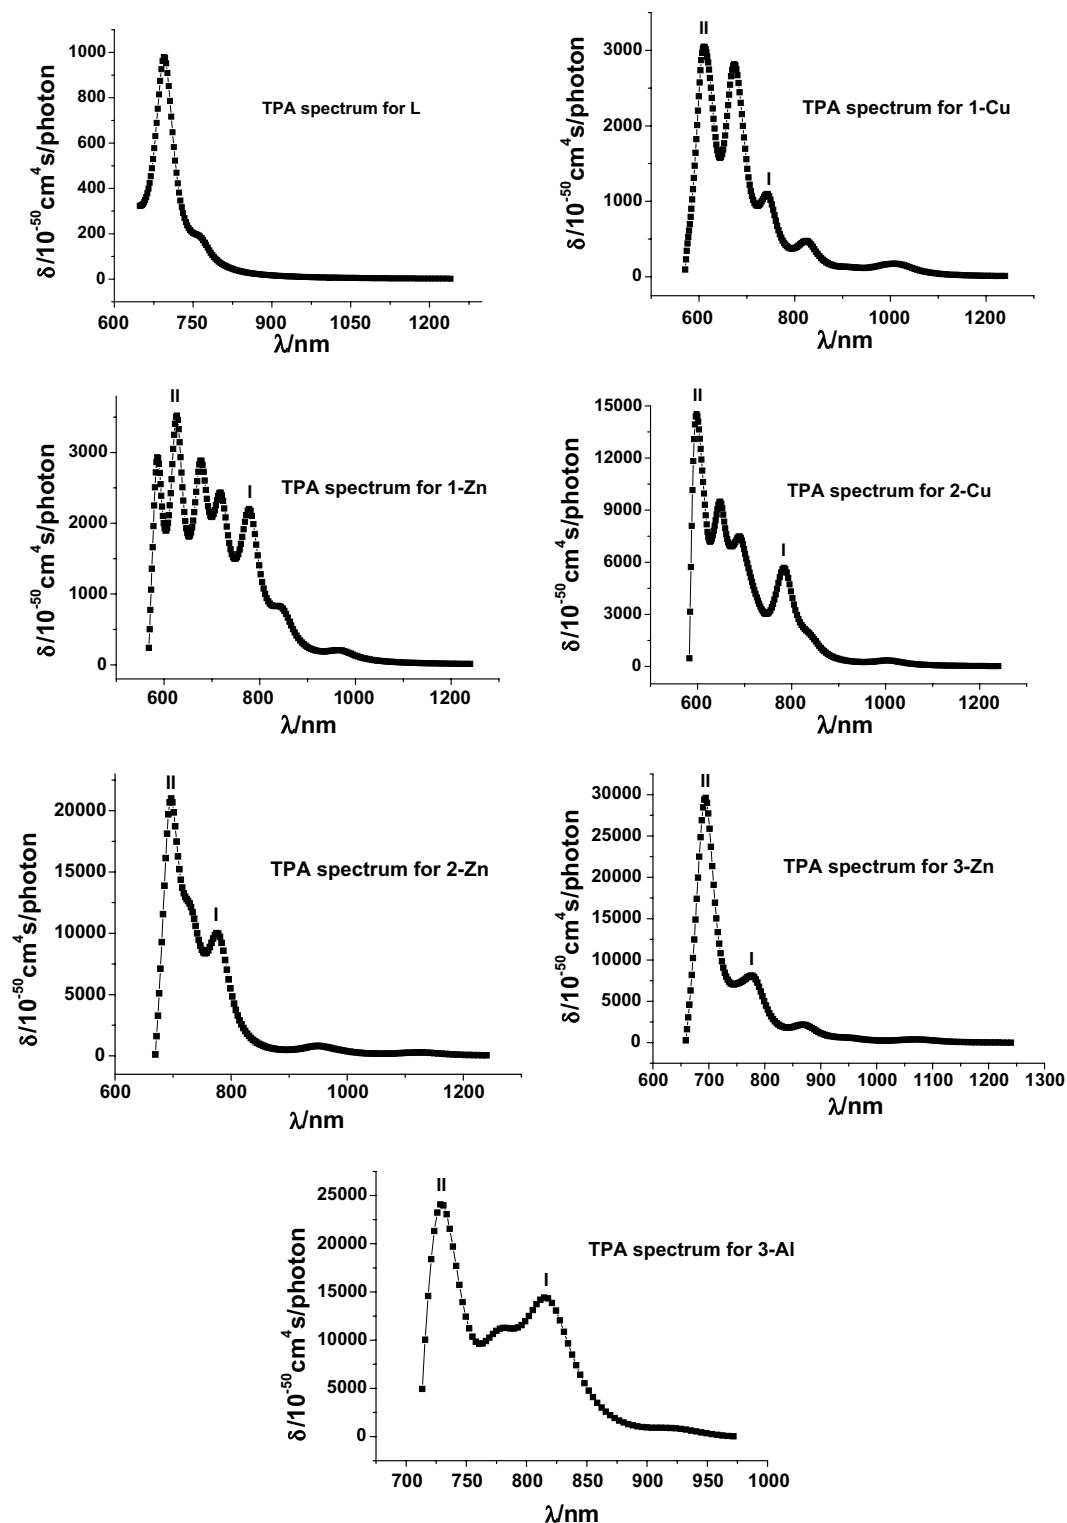 TPA spectrum for L
δ/10⁻⁵⁰cm⁴s/photon
1000
800
600
400
200
0
600 750 900 1050 1200
λ/nm
II
TPA spectrum for 1-Cu
I
δ/10⁻⁵⁰cm⁴s/photon
3000
2000
1000
0
600 800 1000
λ/nm
II
TPA spectrum for 1-Zn
I
δ/10⁻⁵⁰cm⁴s/photon
3000
2000
1000
0
600 800 1000 1200
λ/nm
II
TPA spectrum for 2-Cu
I
δ/10⁻⁵⁰cm⁴s/photon
15000
12000
9000
6000
3000
0
600 800 1000 1200
λ/nm
II
TPA spectrum for 2-Zn
I
δ/10⁻⁵⁰cm⁴s/photon
20000
15000
10000
5000
0
600 800 1000 1200
λ/nm
II
TPA spectrum for 3-Zn
I
δ/10⁻⁵⁰cm⁴s/photon
30000
25000
20000
15000
10000
5000
0
600 700 800 900 1000 1100 1200 1300
λ/nm
II
TPA spectrum for 3-Al
I
δ/10⁻⁵⁰cm⁴s/photon
25000
20000
15000
10000
5000
0
700 750 800 850 900 950 1000
λ/nm